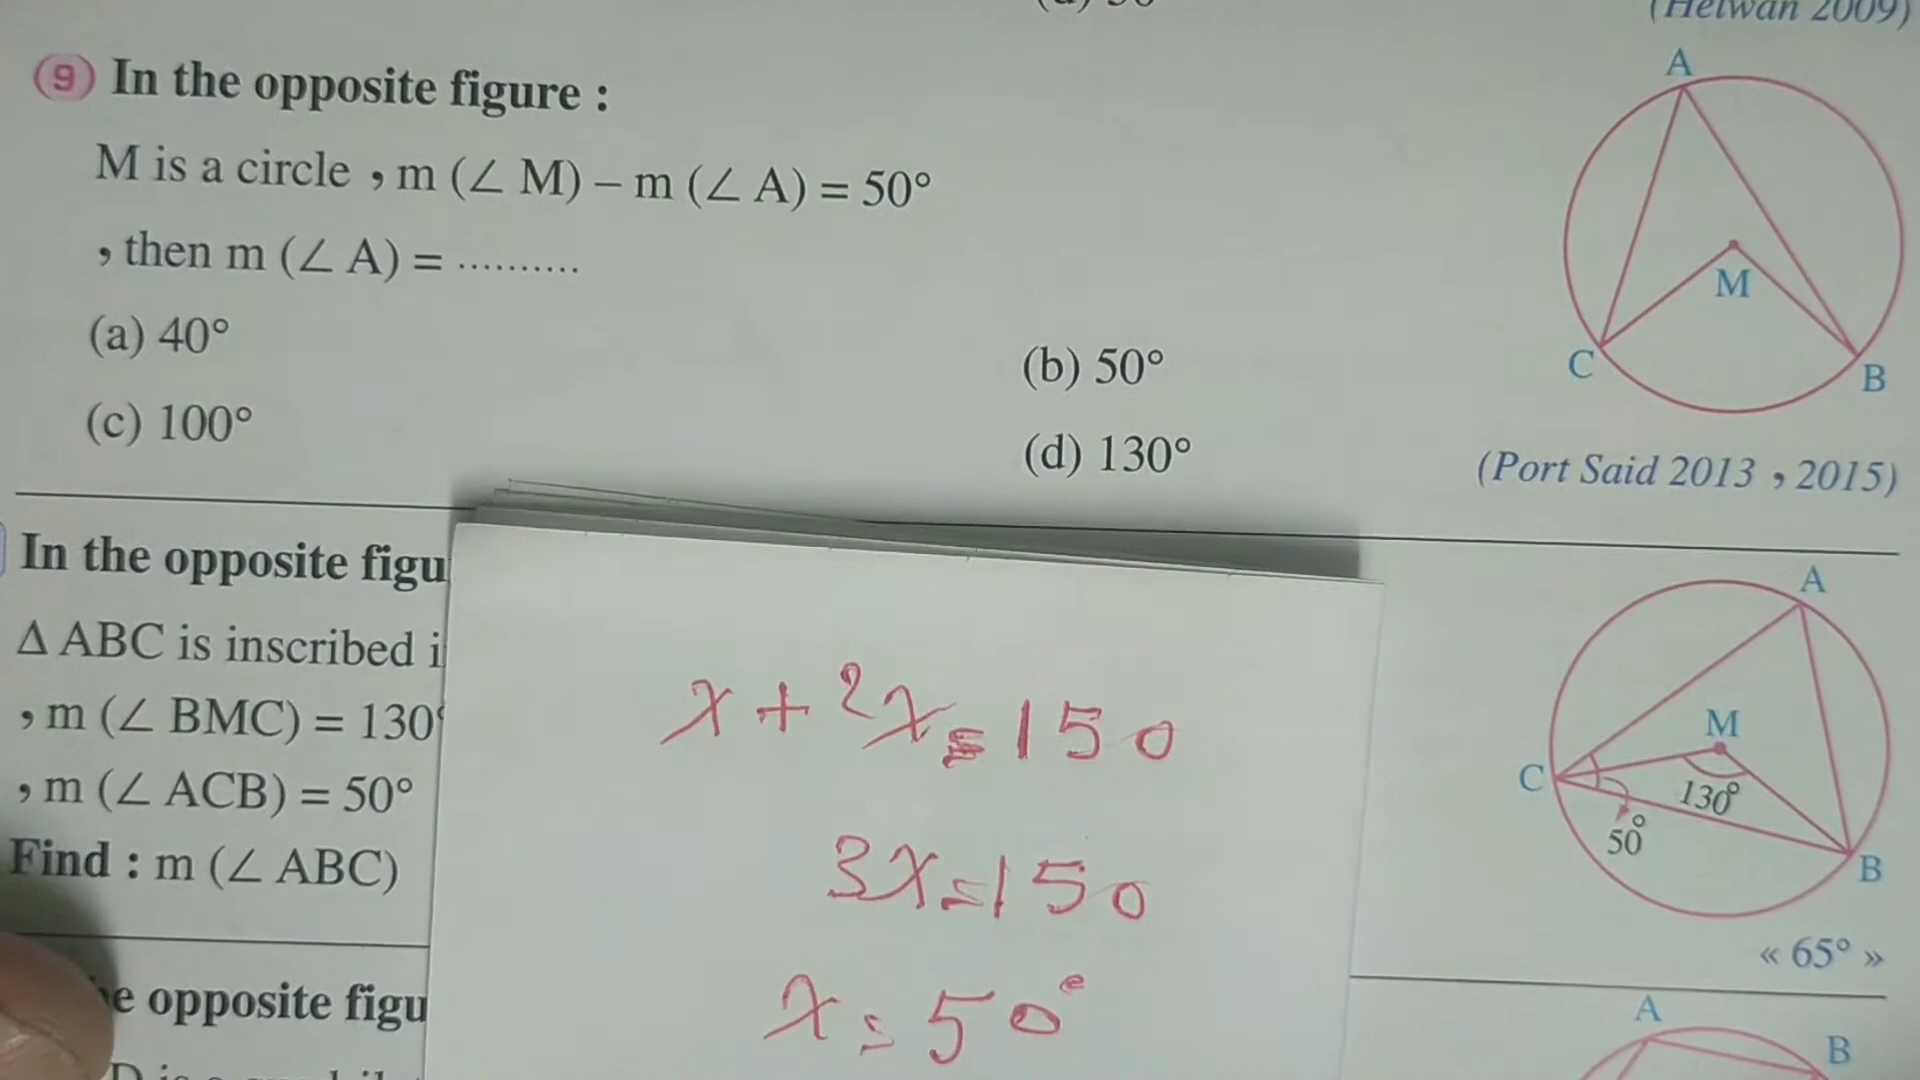 (Helwan 2009)
(9) In the opposite figure :
M is a circle , m (∠ M) – m (∠ A) = 50°
, then m (∠ A) = ..........
(a) 40°
(b) 50°
(c) 100°
(d) 130°
A
M
C
B
(Port Said 2013 , 2015)
In the opposite figu
Δ ABC is inscribed i
, m (∠ BMC) = 130°
, m (∠ ACB) = 50°
Find : m (∠ ABC)
A
M
C
130°
50°
B
« 65° »
x + 2x = 150
3x = 150
x = 50°
e opposite figu
A
B